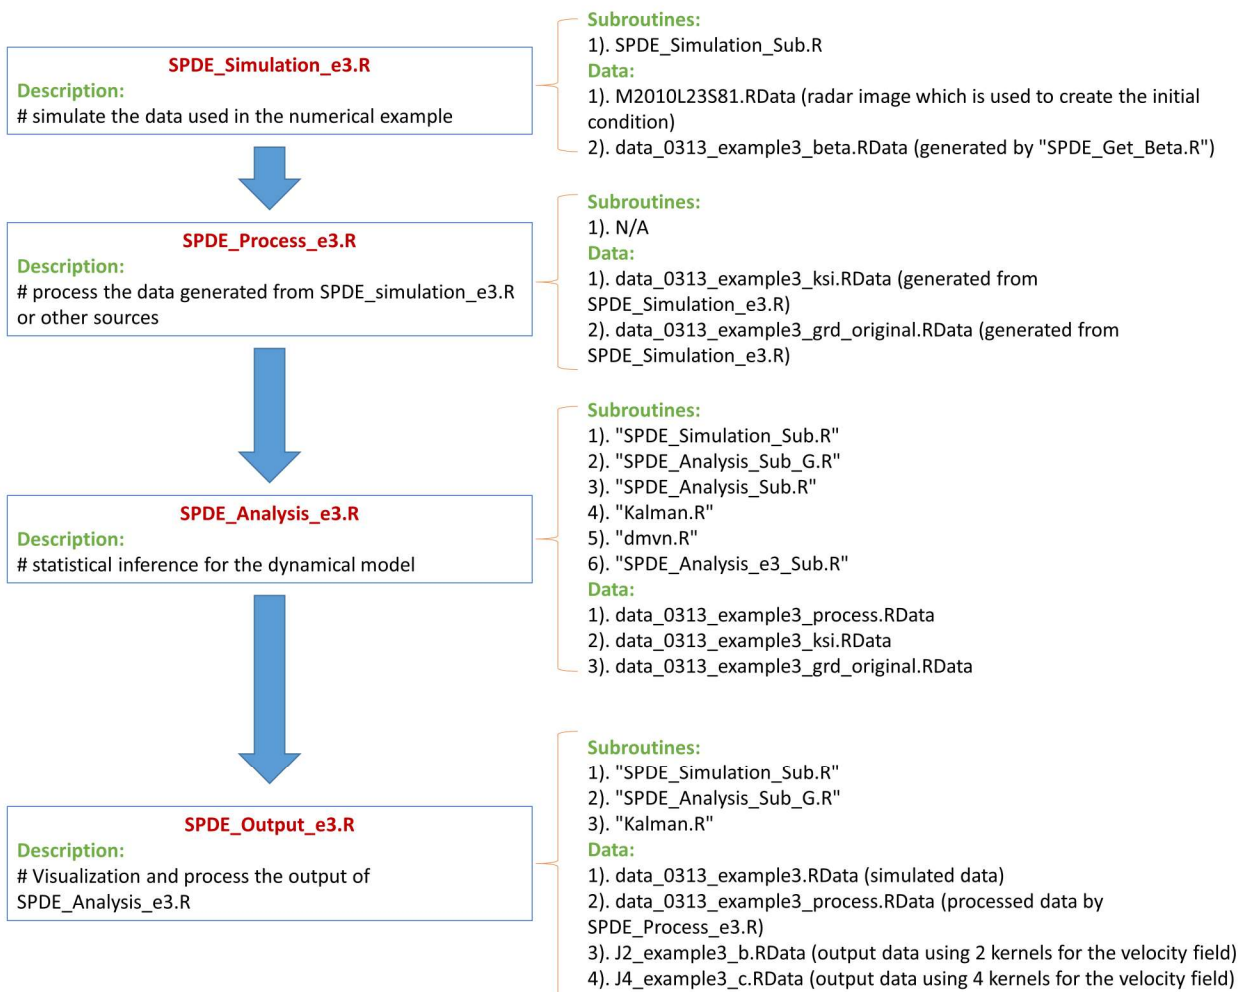 SPDE_Simulation_e3.R
Description:
# simulate the data used in the numerical example
Subroutines:
1). SPDE_Simulation_Sub.R
Data:
1). M2010L23S81.RData (radar image which is used to create the initial
condition)
2). data_0313_example3_beta.RData (generated by "SPDE_Get_Beta.R")
SPDE_Process_e3.R
Description:
# process the data generated from SPDE_simulation_e3.R
or other sources
Subroutines:
1). N/A
Data:
1). data_0313_example3_ksi.RData (generated from
SPDE_Simulation_e3.R)
2). data_0313_example3_grd_original.RData (generated from
SPDE_Simulation_e3.R)
SPDE_Analysis_e3.R
Description:
# statistical inference for the dynamical model
Subroutines:
1). "SPDE_Simulation_Sub.R"
2). "SPDE_Analysis_Sub_G.R"
3). "SPDE_Analysis_Sub.R"
4). "Kalman.R"
5). "dmvn.R"
6). "SPDE_Analysis_e3_Sub.R"
Data:
1). data_0313_example3_process.RData
2). data_0313_example3_ksi.RData
3). data_0313_example3_grd_original.RData
SPDE_Output_e3.R
Description:
# Visualization and process the output of
SPDE_Analysis_e3.R
Subroutines:
1). "SPDE_Simulation_Sub.R"
2). "SPDE_Analysis_Sub_G.R"
3). "Kalman.R"
Data:
1). data_0313_example3.RData (simulated data)
2). data_0313_example3_process.RData (processed data by
SPDE_Process_e3.R)
3). J2_example3_b.RData (output data using 2 kernels for the velocity field)
4). J4_example3_c.RData (output data using 4 kernels for the velocity field)